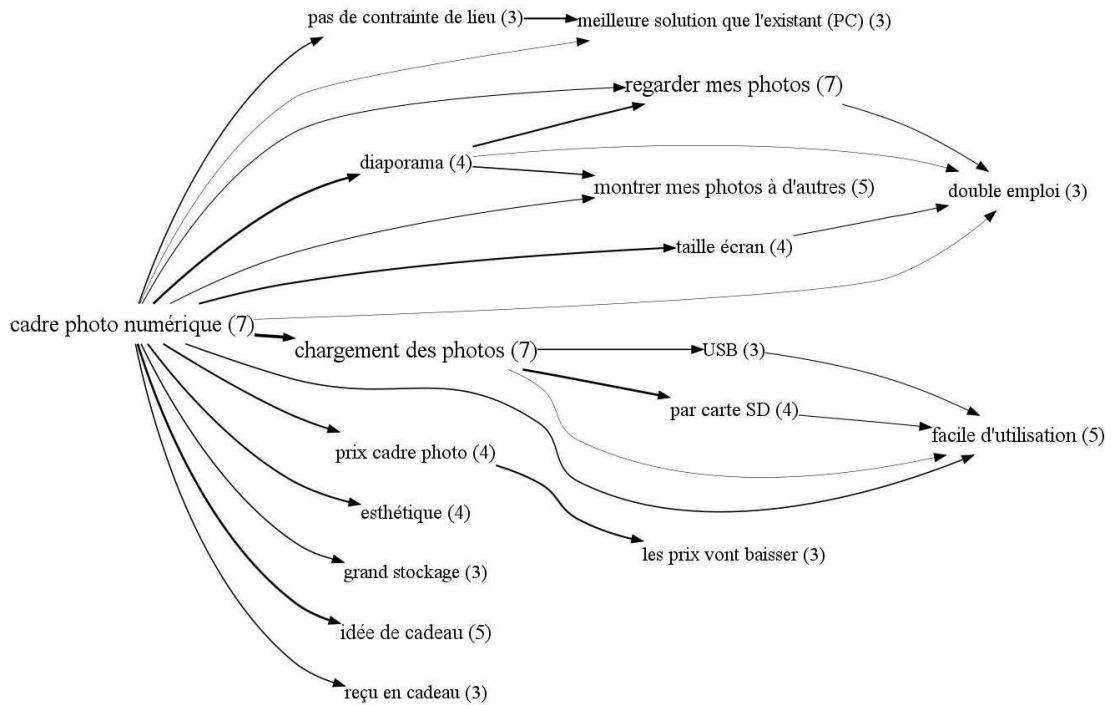 pas de contrainte de lieu (3)
meilleure solution que l'existant (PC) (3)
regarder mes photos (7)
diaporama (4)
montrer mes photos à d'autres (5)
double emploi (3)
taille écran (4)
cadre photo numérique (7)
chargement des photos (7)
USB (3)
par carte SD (4)
facile d'utilisation (5)
prix cadre photo (4)
esthétique (4)
les prix vont baisser (3)
grand stockage (3)
idée de cadeau (5)
reçu en cadeau (3)